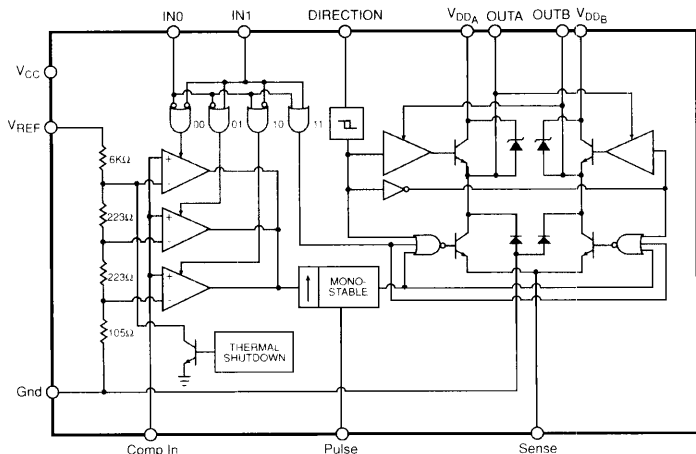 IN0 IN1 DIRECTION VDDA OUTA OUTB VDDB
VCC
VREF
00 01 10 11
6KΩ
+
-
223Ω
+
-
223Ω
+
-
MONO-
STABLE
105Ω
THERMAL
SHUTDOWN
Gnd
Comp In Pulse Sense